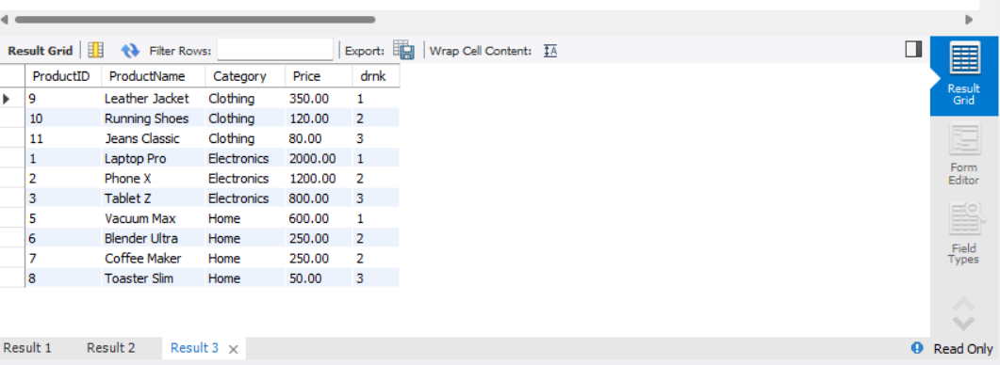 Result Grid Filter Rows: Export: Wrap Cell Content: IA
ProductID ProductName Category Price drnk
9 Leather Jacket Clothing 350.00 1
10 Running Shoes Clothing 120.00 2
11 Jeans Classic Clothing 80.00 3
1 Laptop Pro Electronics 2000.00 1
2 Phone X Electronics 1200.00 2
3 Tablet Z Electronics 800.00 3
5 Vacuum Max Home 600.00 1
6 Blender Ultra Home 250.00 2
7 Coffee Maker Home 250.00 2
8 Toaster Slim Home 50.00 3
Result
Grid
Form
Editor
Field
Types
Result 1 Result 2 Result 3 × Read Only